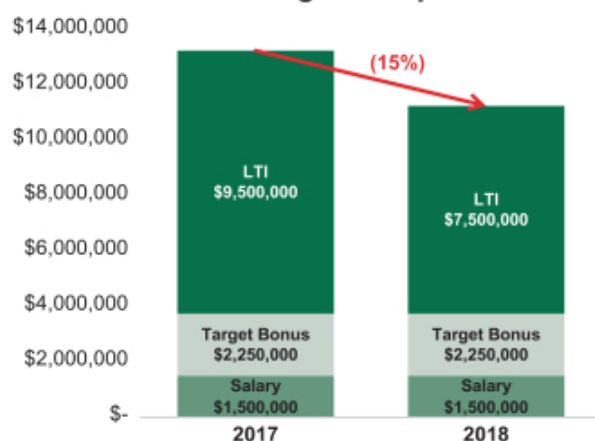 $14,000,000
$12,000,000
$10,000,000
$8,000,000
$6,000,000
$4,000,000
$2,000,000
$-
(15%)
LTI
$9,500,000
Target Bonus
$2,250,000
Salary
$1,500,000
LTI
$7,500,000
Target Bonus
$2,250,000
Salary
$1,500,000
2017
2018